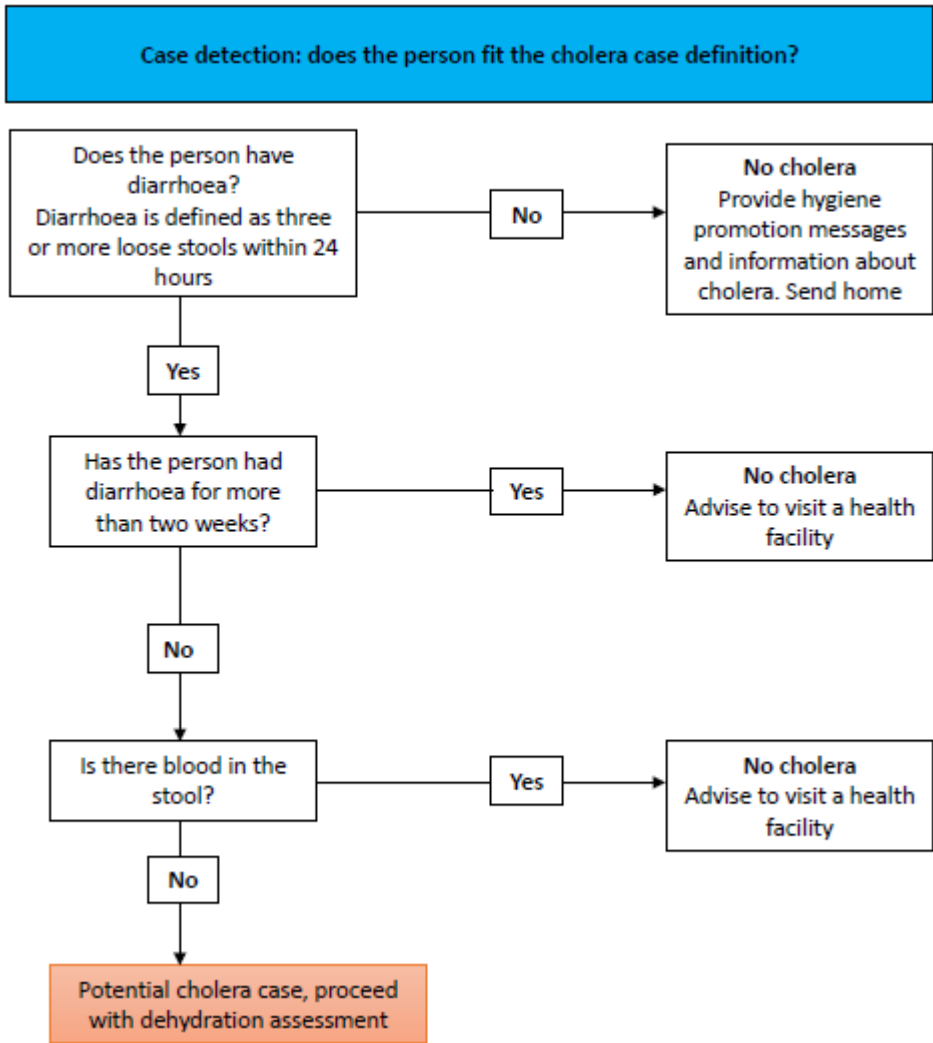 Case detection: does the person fit the cholera case definition?
Does the person have
diarrhoea?
Diarrhoea is defined as three
or more loose stools within 24
hours
No
No cholera
Provide hygiene
promotion messages
and information about
cholera. Send home
Yes
Has the person had
diarrhoea for more
than two weeks?
Yes
No cholera
Advise to visit a health
facility
No
Is there blood in the
stool?
Yes
No cholera
Advise to visit a health
facility
No
Potential cholera case, proceed
with dehydration assessment